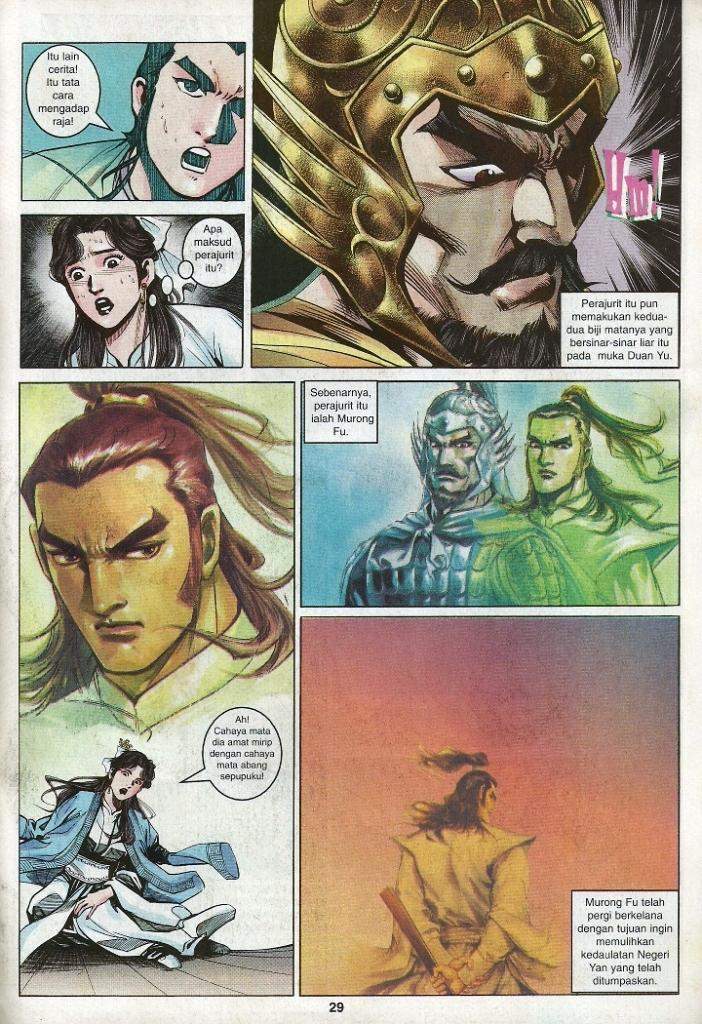 Itu lain
cerita!
Itu tata
cara
mengadap
raja!
Hm!
Perajurit itu pun
memakukan kedua-
dua biji matanya yang
bersinar-sinar liar itu
pada muka Duan Yu.
Apa
maksud
perajurit
itu?
Sebenarnya,
perajurit itu
ialah Murong
Fu.
Ah!
Cahaya mata
dia amat mirip
dengan cahaya
mata abang
sepupuku!
Murong Fu telah
pergi berkelana
dengan tujuan ingin
memulihkan
kedaulatan Negeri
Yan yang telah
ditumpaskan.
29